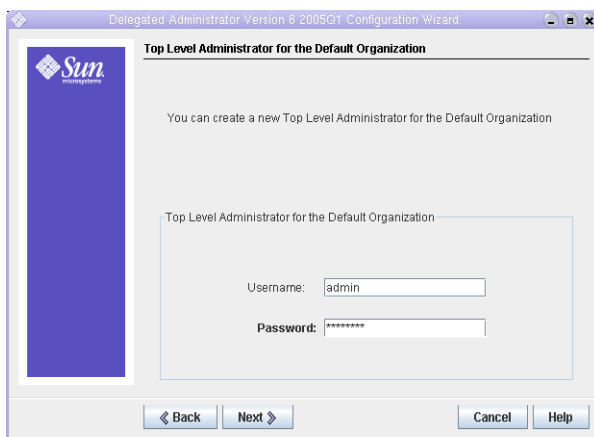 Delegated Administrator Version 6 2005Q1 Configuration Wizard
Sun
microsystems
Top Level Administrator for the Default Organization
You can create a new Top Level Administrator for the Default Organization
Top Level Administrator for the Default Organization
Username: admin
Password: ********
Back Next Cancel Help